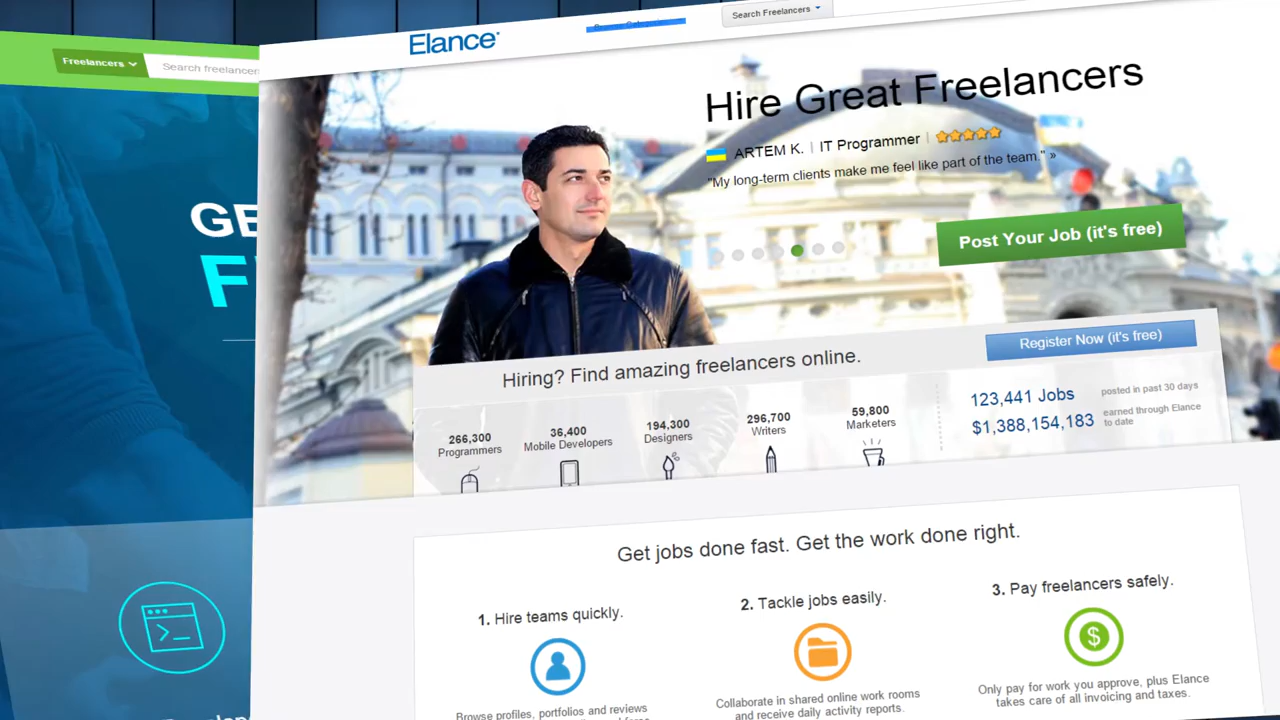 Freelancers
Search freelancer
GE
F
Elance
Search Freelancers
Hire Great Freelancers
ARTEM K. | IT Programmer |
"My long-term clients make me feel like part of the team." »
Post Your Job (it's free)
Hiring? Find amazing freelancers online.
Register Now (it's free)
266,300
Programmers
36,400
Mobile Developers
194,300
Designers
296,700
Writers
59,800
Marketers
123,441 Jobs
posted in past 30 days
$1,388,154,183
earned through Elance
to date
Get jobs done fast. Get the work done right.
1. Hire teams quickly.
Browse profiles, portfolios and reviews
2. Tackle jobs easily.
Collaborate in shared online work rooms
and receive daily activity reports.
3. Pay freelancers safely.
Only pay for work you approve, plus Elance
takes care of all invoicing and taxes.